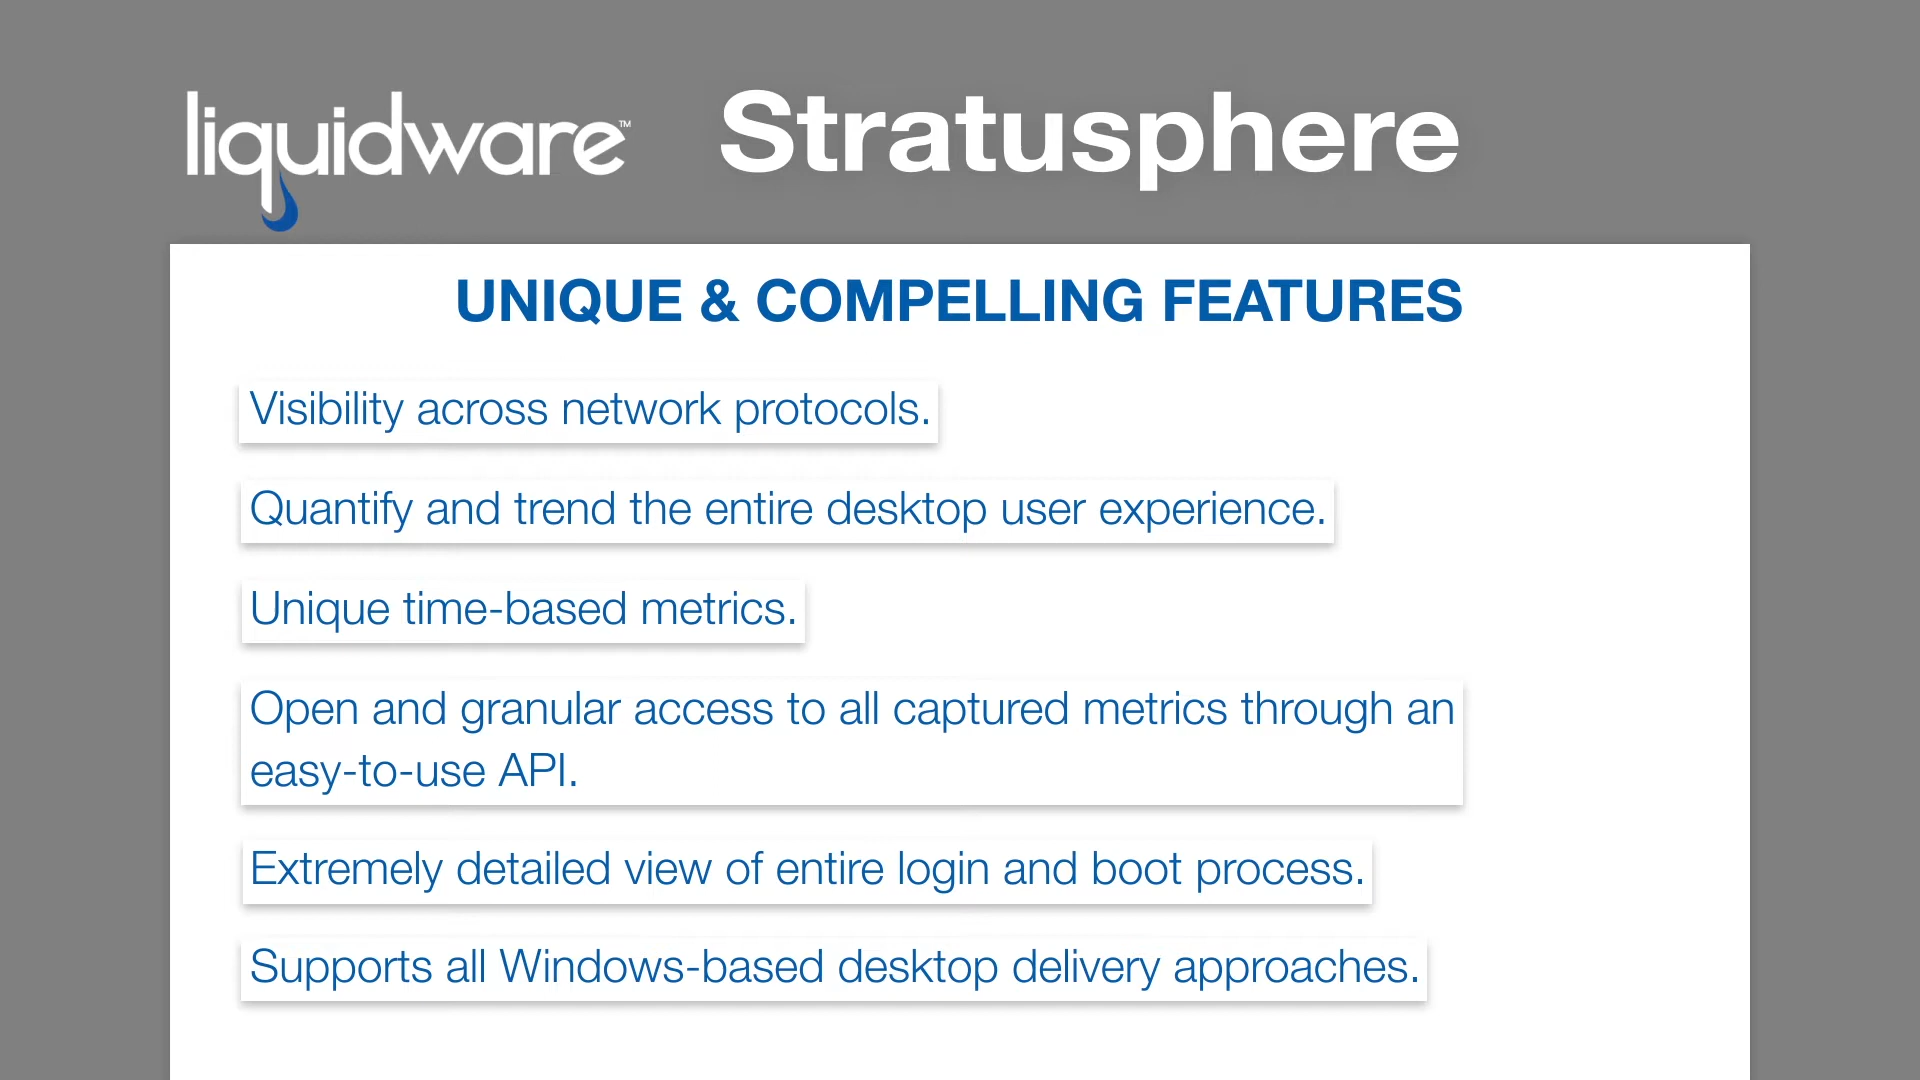 liquidware™ Stratusphere
UNIQUE & COMPELLING FEATURES
Visibility across network protocols.
Quantify and trend the entire desktop user experience.
Unique time-based metrics.
Open and granular access to all captured metrics through an
easy-to-use API.
Extremely detailed view of entire login and boot process.
Supports all Windows-based desktop delivery approaches.